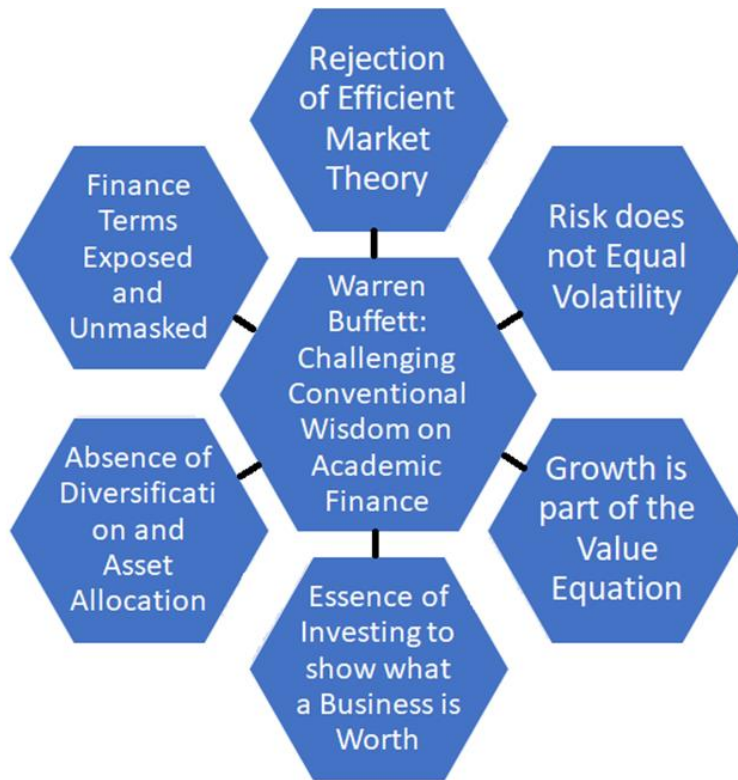 Rejection
of Efficient
Market
Theory
Finance
Terms
Exposed
and
Unmasked
Risk does
not Equal
Volatility
Warren
Buffett:
Challenging
Conventional
Wisdom on
Academic
Finance
Absence of
Diversificati
on and
Asset
Allocation
Growth is
part of the
Value
Equation
Essence of
Investing to
show what
a Business is
Worth